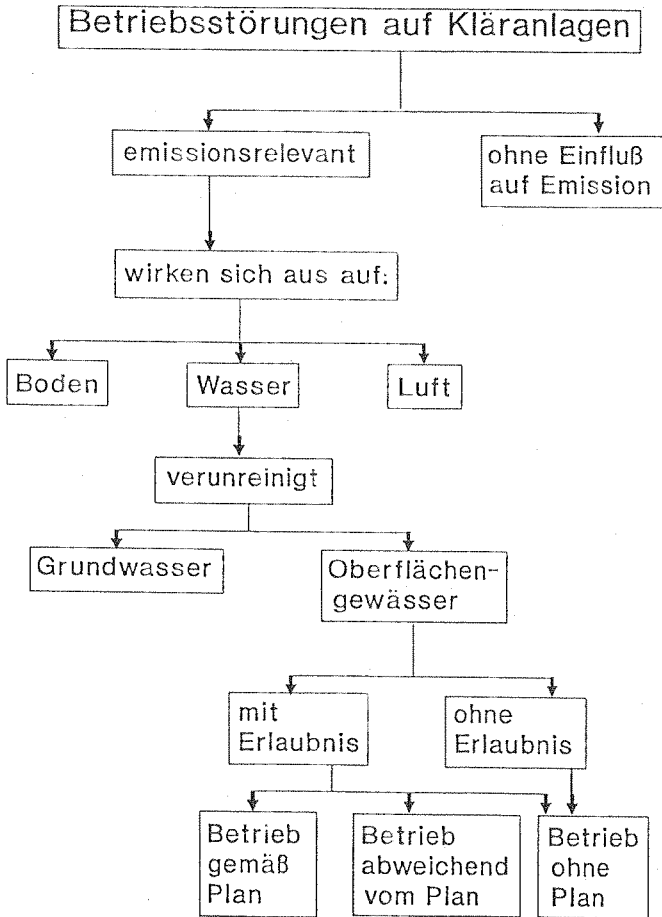 Betriebsstörungen auf Kläranlagen
emissionsrelevant
ohne Einfluß
auf Emission
wirken sich aus auf:
Boden
Wasser
Luft
verunreinigt
Grundwasser
Oberflächen-
gewässer
mit
Erlaubnis
ohne
Erlaubnis
Betrieb
gemäß
Plan
Betrieb
abweichend
vom Plan
Betrieb
ohne
Plan